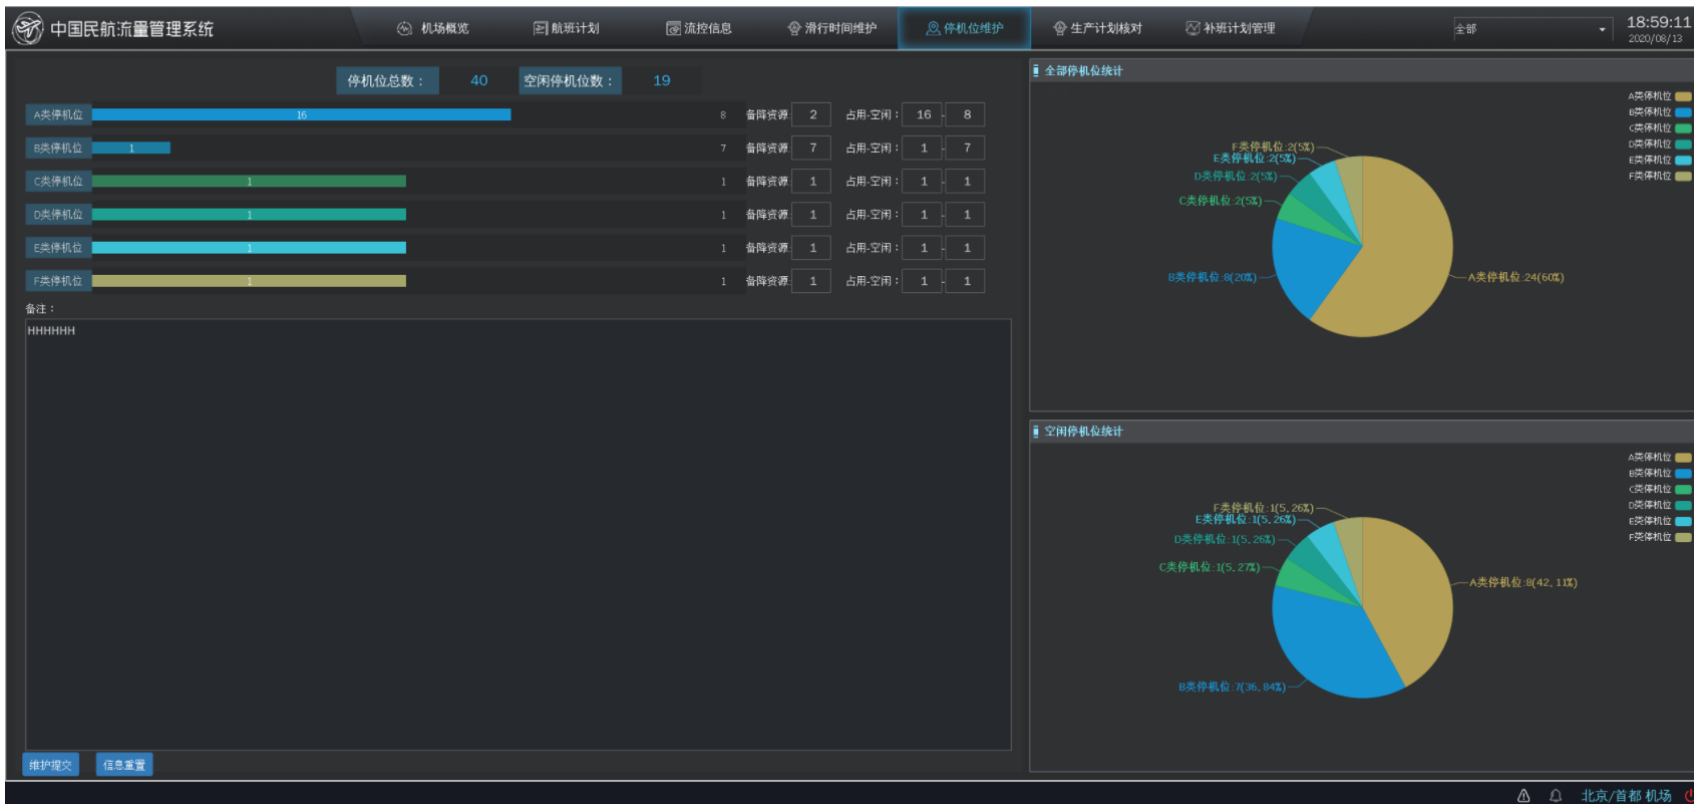 中国民航流量管理系统
机场概览
航班计划
流控信息
滑行时间维护
停机位维护
生产计划核对
补班计划管理
全部
18:59:11
2020/08/13
停机位总数： 40 空闲停机位数： 19
A类停机位 16 8 备降资源: 2 占用-空闲： 16 - 8
B类停机位 1 7 备降资源: 7 占用-空闲： 1 - 7
C类停机位 1 1 备降资源: 1 占用-空闲： 1 - 1
D类停机位 1 1 备降资源: 1 占用-空闲： 1 - 1
E类停机位 1 1 备降资源: 1 占用-空闲： 1 - 1
F类停机位 1 1 备降资源: 1 占用-空闲： 1 - 1
备注：
HHHHHH
维护提交
信息重置
全部停机位统计
A类停机位
B类停机位
C类停机位
D类停机位
E类停机位
F类停机位
F类停机位:2(5%)
E类停机位:2(5%)
D类停机位:2(5%)
C类停机位:2(5%)
B类停机位:8(20%)
A类停机位:24(60%)
空闲停机位统计
A类停机位
B类停机位
C类停机位
D类停机位
E类停机位
F类停机位
F类停机位:1(5.26%)
E类停机位:1(5.26%)
D类停机位:1(5.26%)
C类停机位:1(5.27%)
A类停机位:8(42.11%)
B类停机位:7(36.84%)
北京/首都 机场